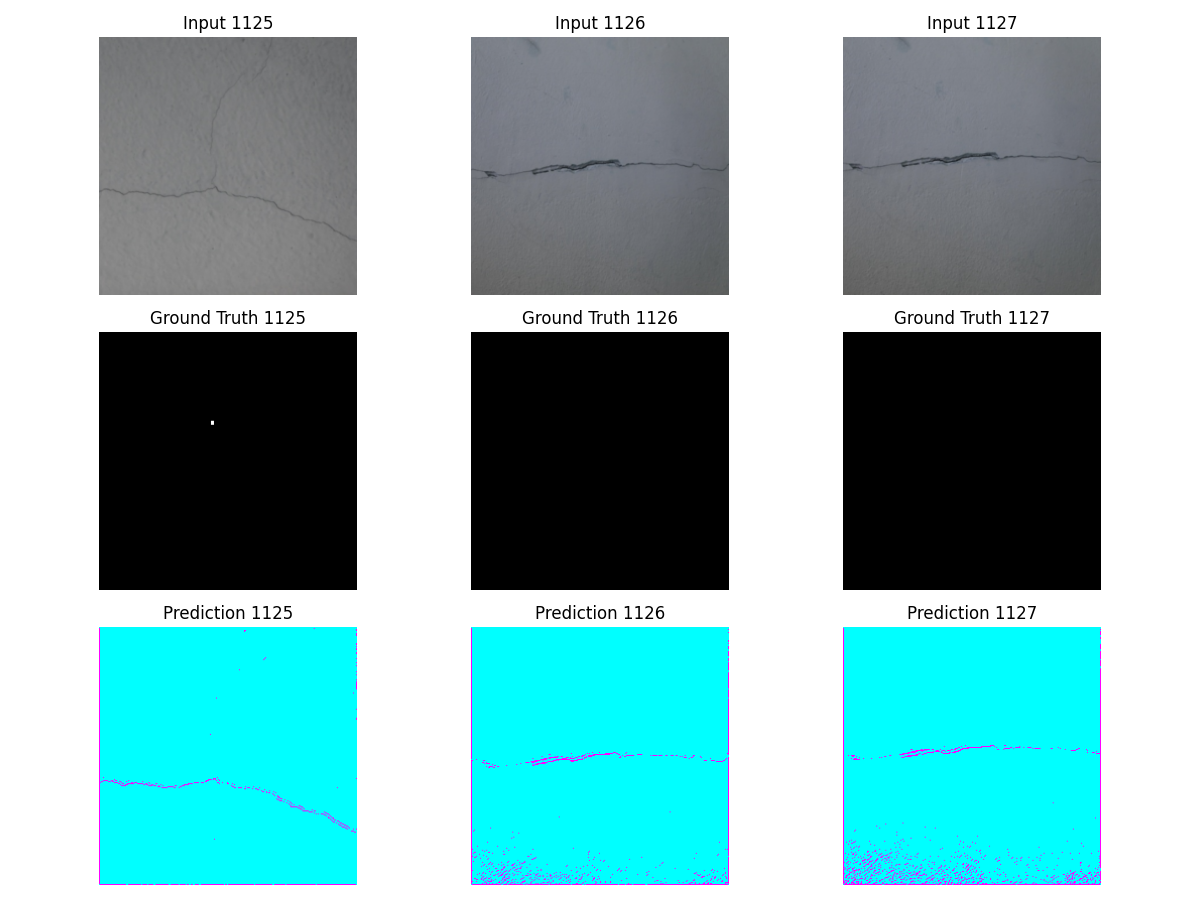 Input 1125
Input 1126
Input 1127
Ground Truth 1125
Ground Truth 1126
Ground Truth 1127
Prediction 1125
Prediction 1126
Prediction 1127